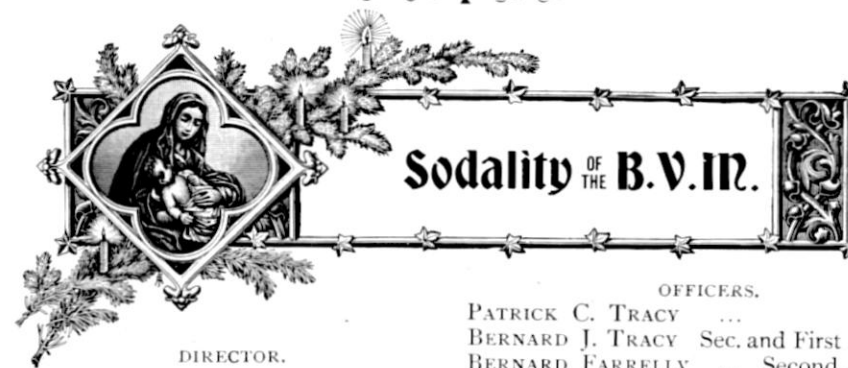 Sodality OF THE B.V.M.
OFFICERS.
PATRICK C. TRACY ...
BERNARD J. TRACY Sec. and First
DIRECTOR.
BERNARD FARRELLY ... Second